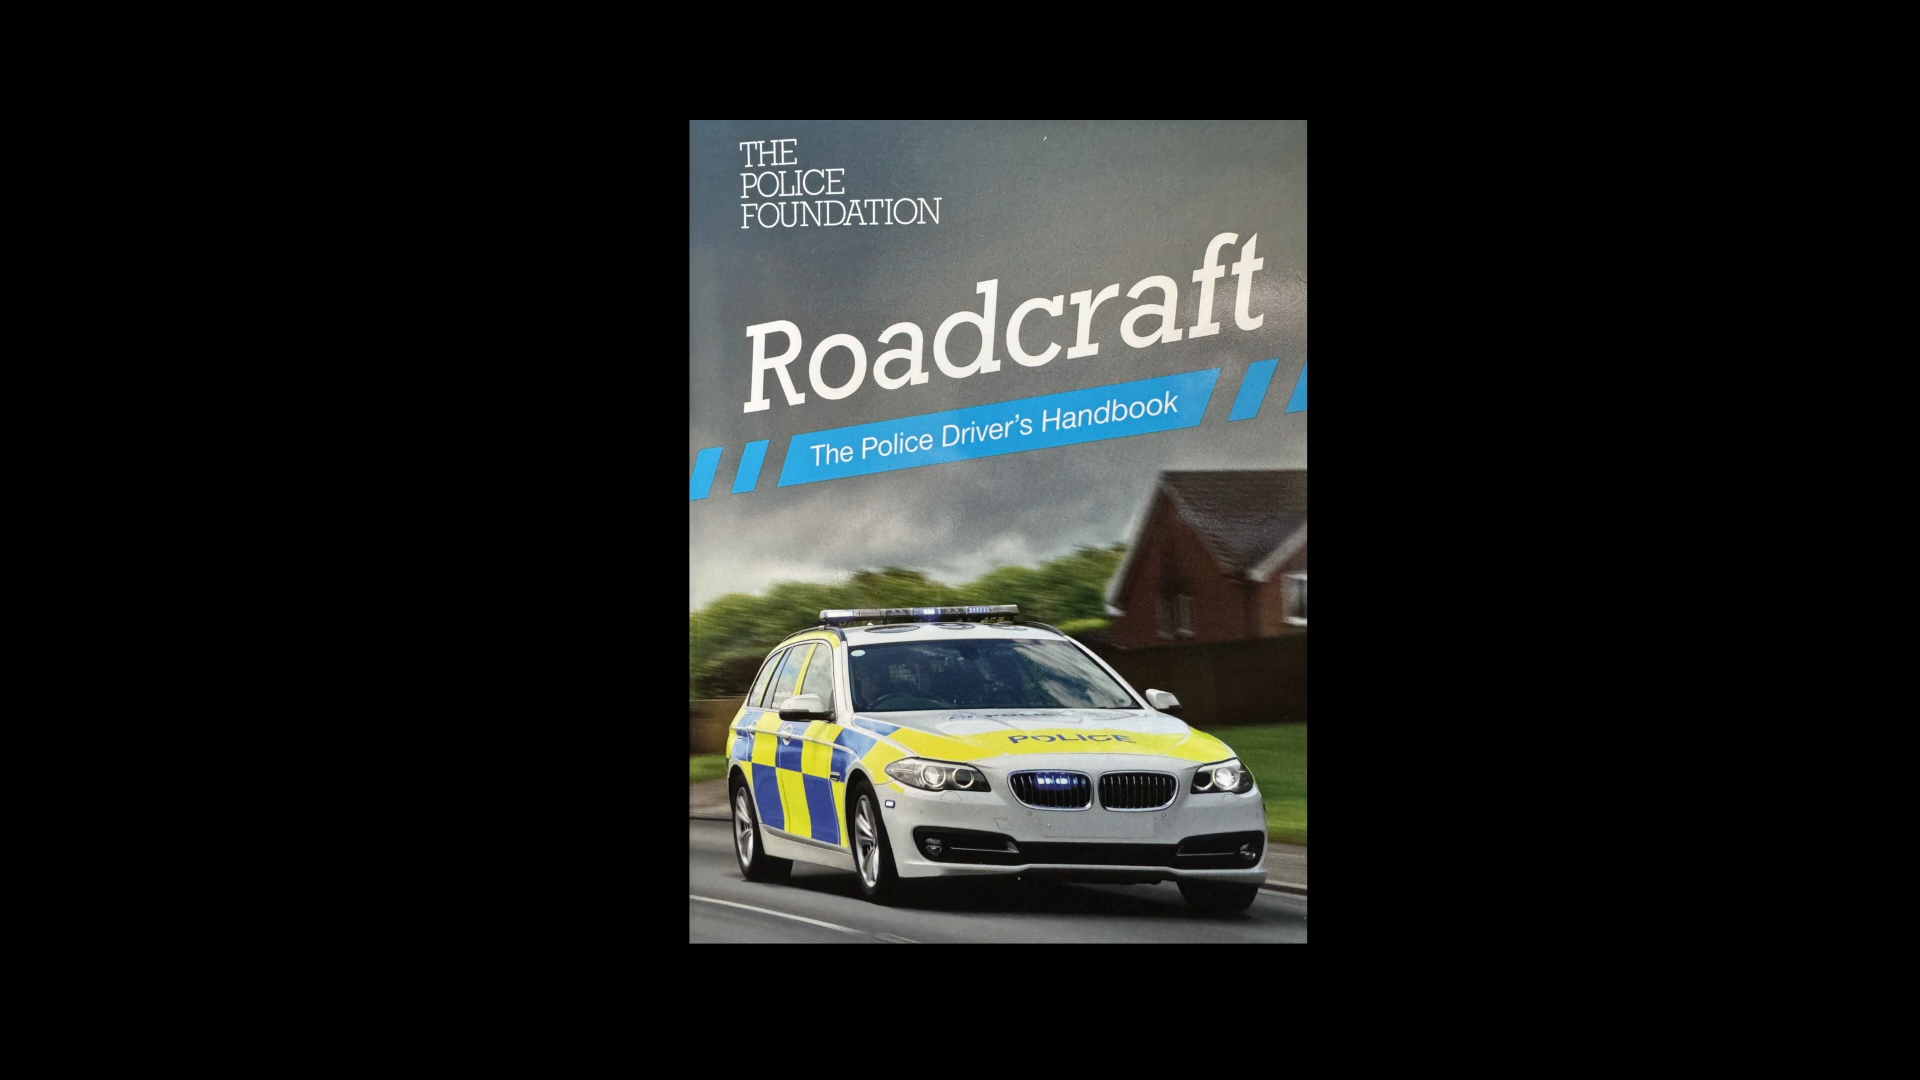 THE
POLICE
FOUNDATION
Roadcraft
The Police Driver's Handbook
POLICE